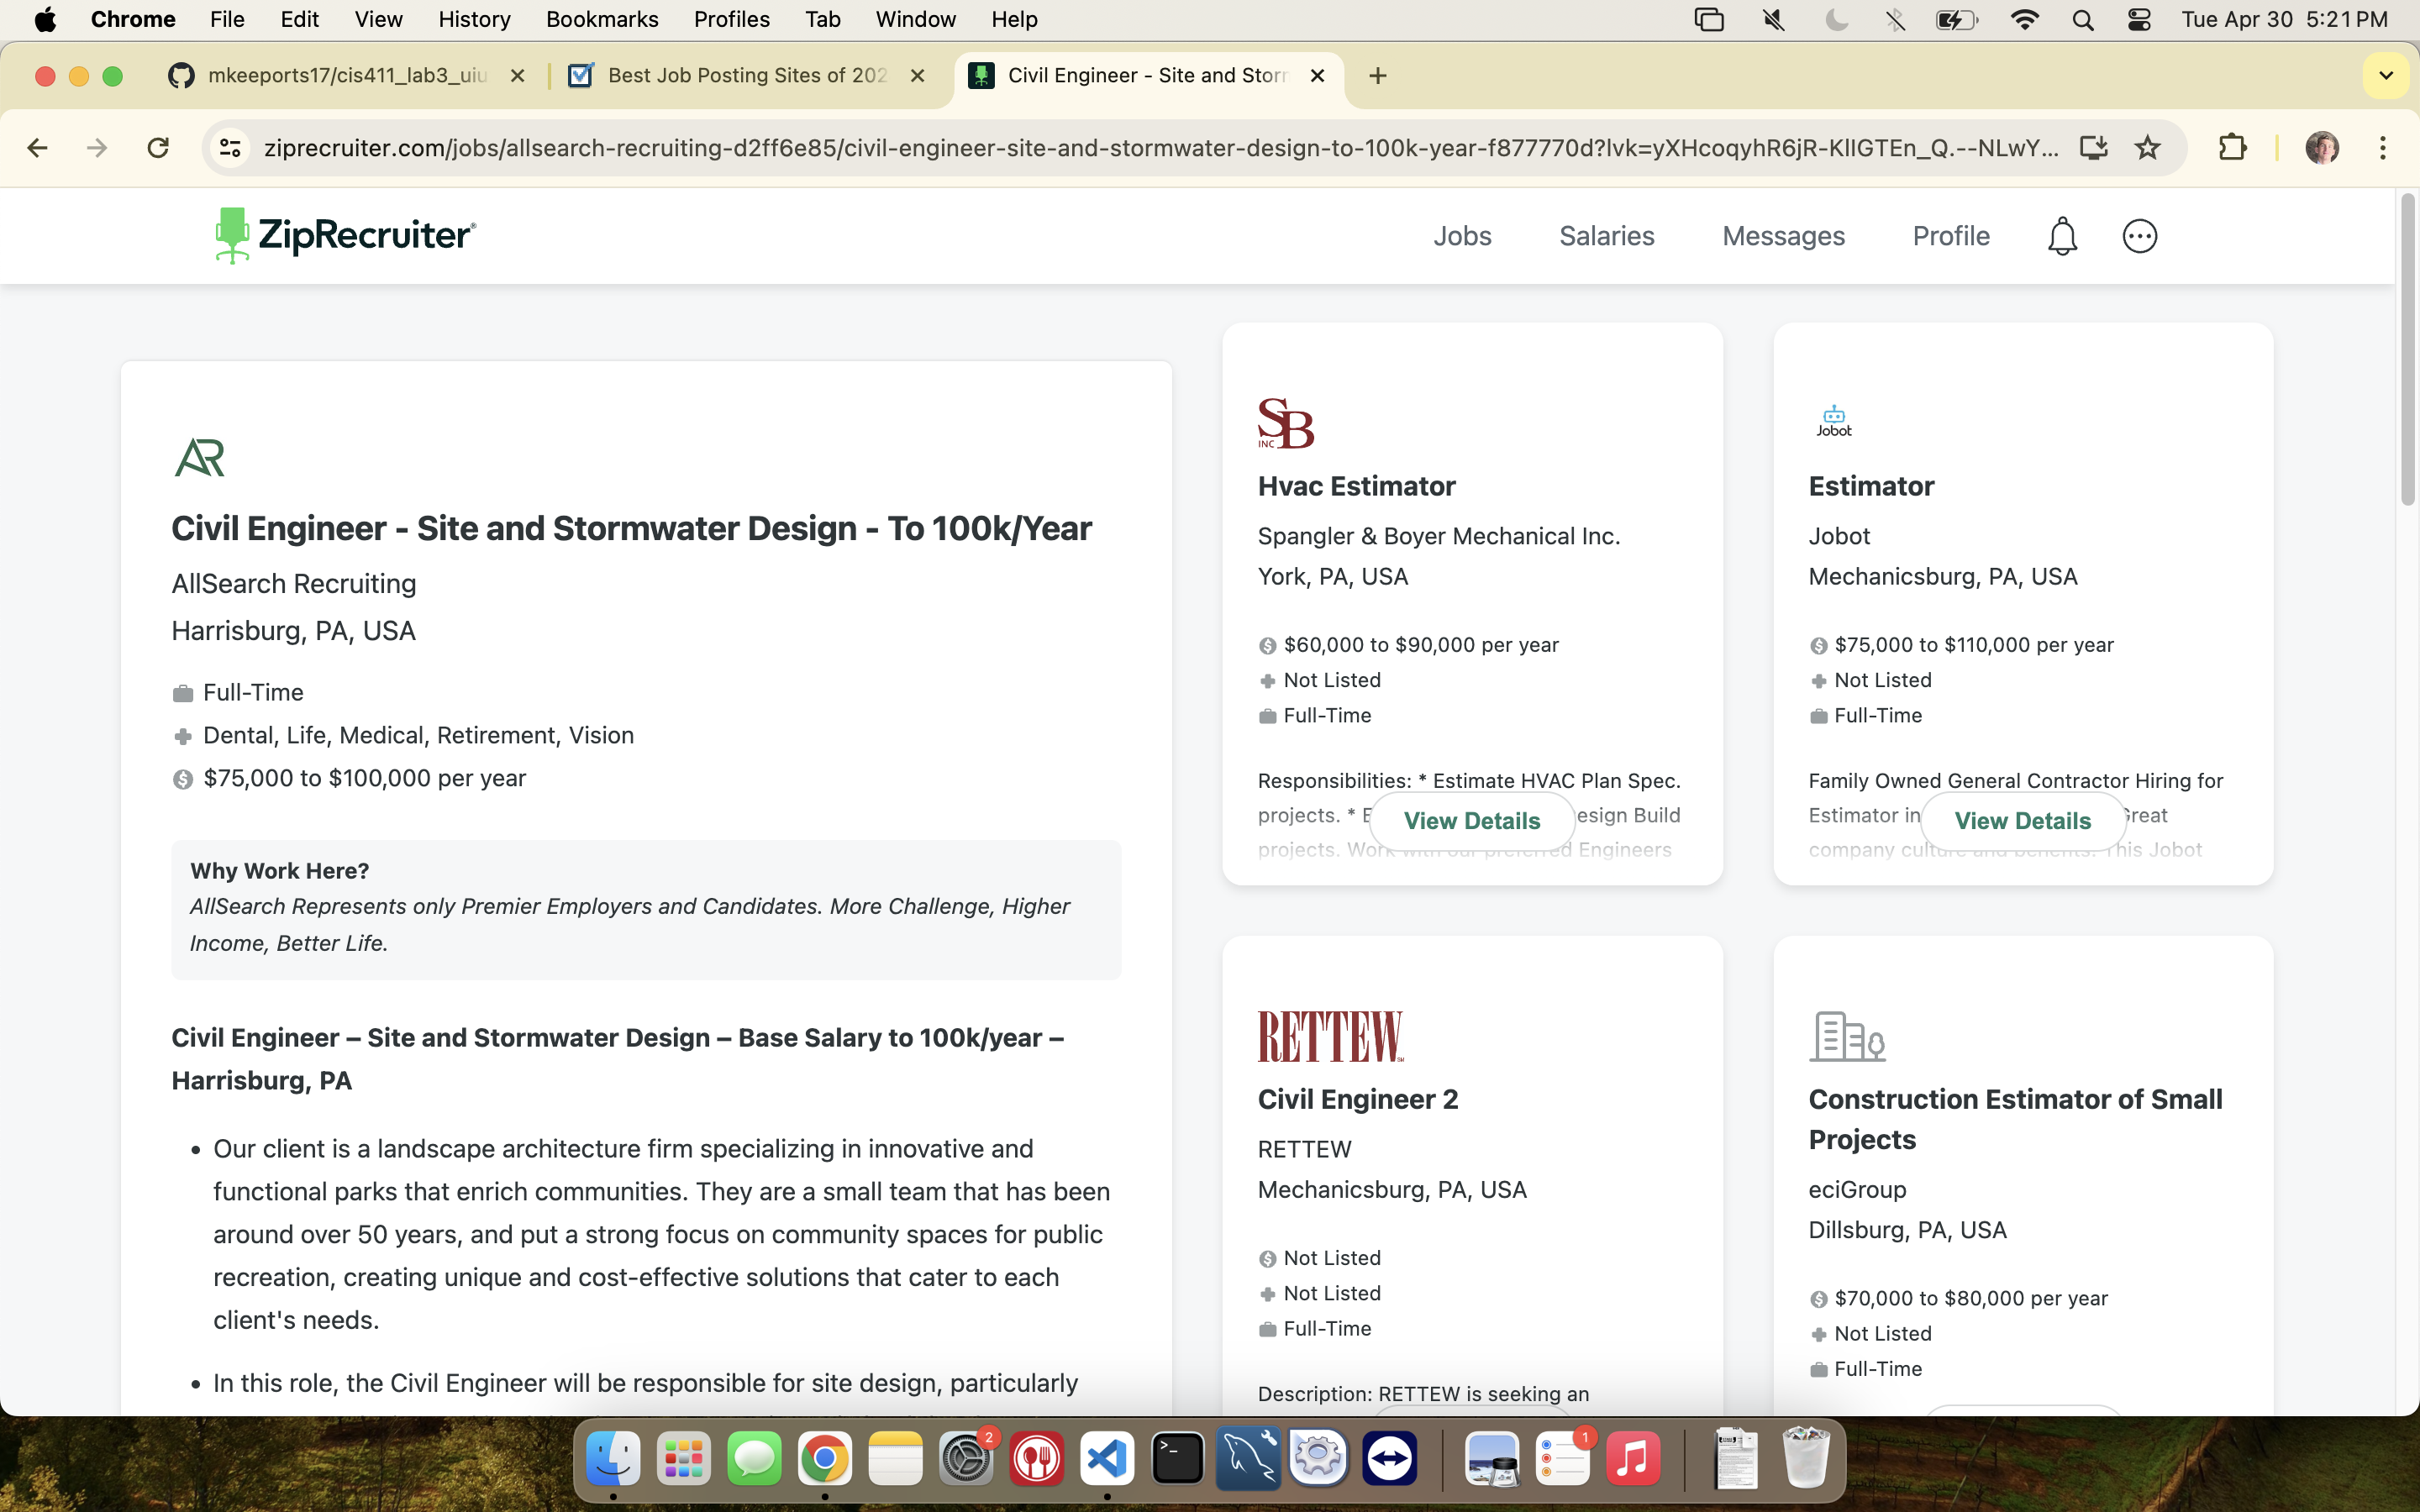 Chrome File Edit View History Bookmarks Profiles Tab Window Help Tue Apr 30 5:21 PM
mkeeports17/cis411_lab3_uiu
Best Job Posting Sites of 202
Civil Engineer - Site and Storm
ziprecruiter.com/jobs/allsearch-recruiting-d2ff6e85/civil-engineer-site-and-stormwater-design-to-100k-year-f877770d?lvk=yXHcoqyhR6jR-KlIGTEn_Q.--NLwY...
ZipRecruiter
Jobs Salaries Messages Profile
AR
Civil Engineer - Site and Stormwater Design - To 100k/Year
AllSearch Recruiting
Harrisburg, PA, USA
Full-Time
Dental, Life, Medical, Retirement, Vision
$75,000 to $100,000 per year
Why Work Here?
AllSearch Represents only Premier Employers and Candidates. More Challenge, Higher
Income, Better Life.
Civil Engineer – Site and Stormwater Design – Base Salary to 100k/year –
Harrisburg, PA
• Our client is a landscape architecture firm specializing in innovative and
functional parks that enrich communities. They are a small team that has been
around over 50 years, and put a strong focus on community spaces for public
recreation, creating unique and cost-effective solutions that cater to each
client's needs.
• In this role, the Civil Engineer will be responsible for site design, particularly
SB INC
Hvac Estimator
Spangler & Boyer Mechanical Inc.
York, PA, USA
$60,000 to $90,000 per year
Not Listed
Full-Time
Responsibilities: * Estimate HVAC Plan Spec.
projects. * E esign Build
projects. Work with our preferred Engineers
View Details
Jobot
Estimator
Jobot
Mechanicsburg, PA, USA
$75,000 to $110,000 per year
Not Listed
Full-Time
Family Owned General Contractor Hiring for
Estimator in Great
company culture and benefits. This Jobot
View Details
RETTEW
Civil Engineer 2
RETTEW
Mechanicsburg, PA, USA
Not Listed
Not Listed
Full-Time
Description: RETTEW is seeking an
Construction Estimator of Small
Projects
eciGroup
Dillsburg, PA, USA
$70,000 to $80,000 per year
Not Listed
Full-Time
2
1